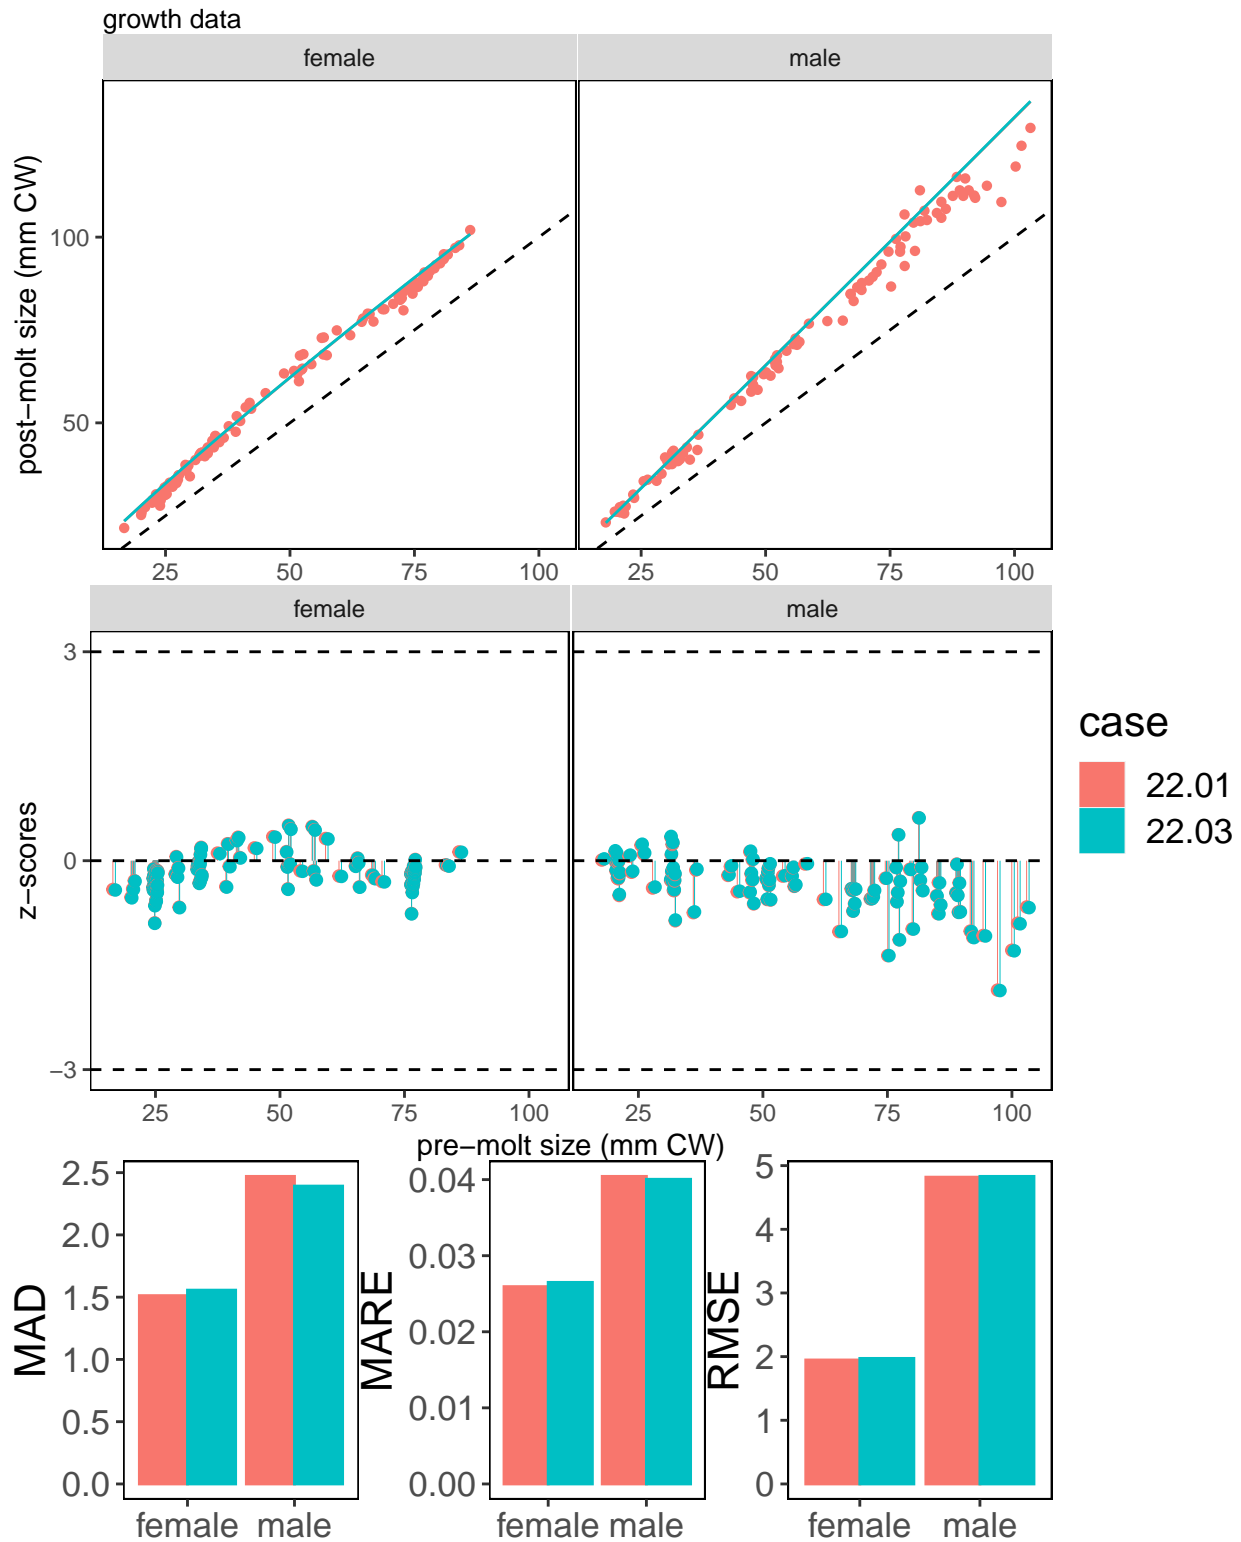 growth data
female male
post−molt size (mm CW)
100
50
25 50 75 100 25 50 75 100
female male
z−scores
3
0
−3
25 50 75 100 25 50 75 100
pre−molt size (mm CW)
case
22.01
22.03
MAD
2.5
2.0
1.5
1.0
0.5
0.0
female male
MARE
0.04
0.03
0.02
0.01
0.00
female male
RMSE
5
4
3
2
1
0
female male